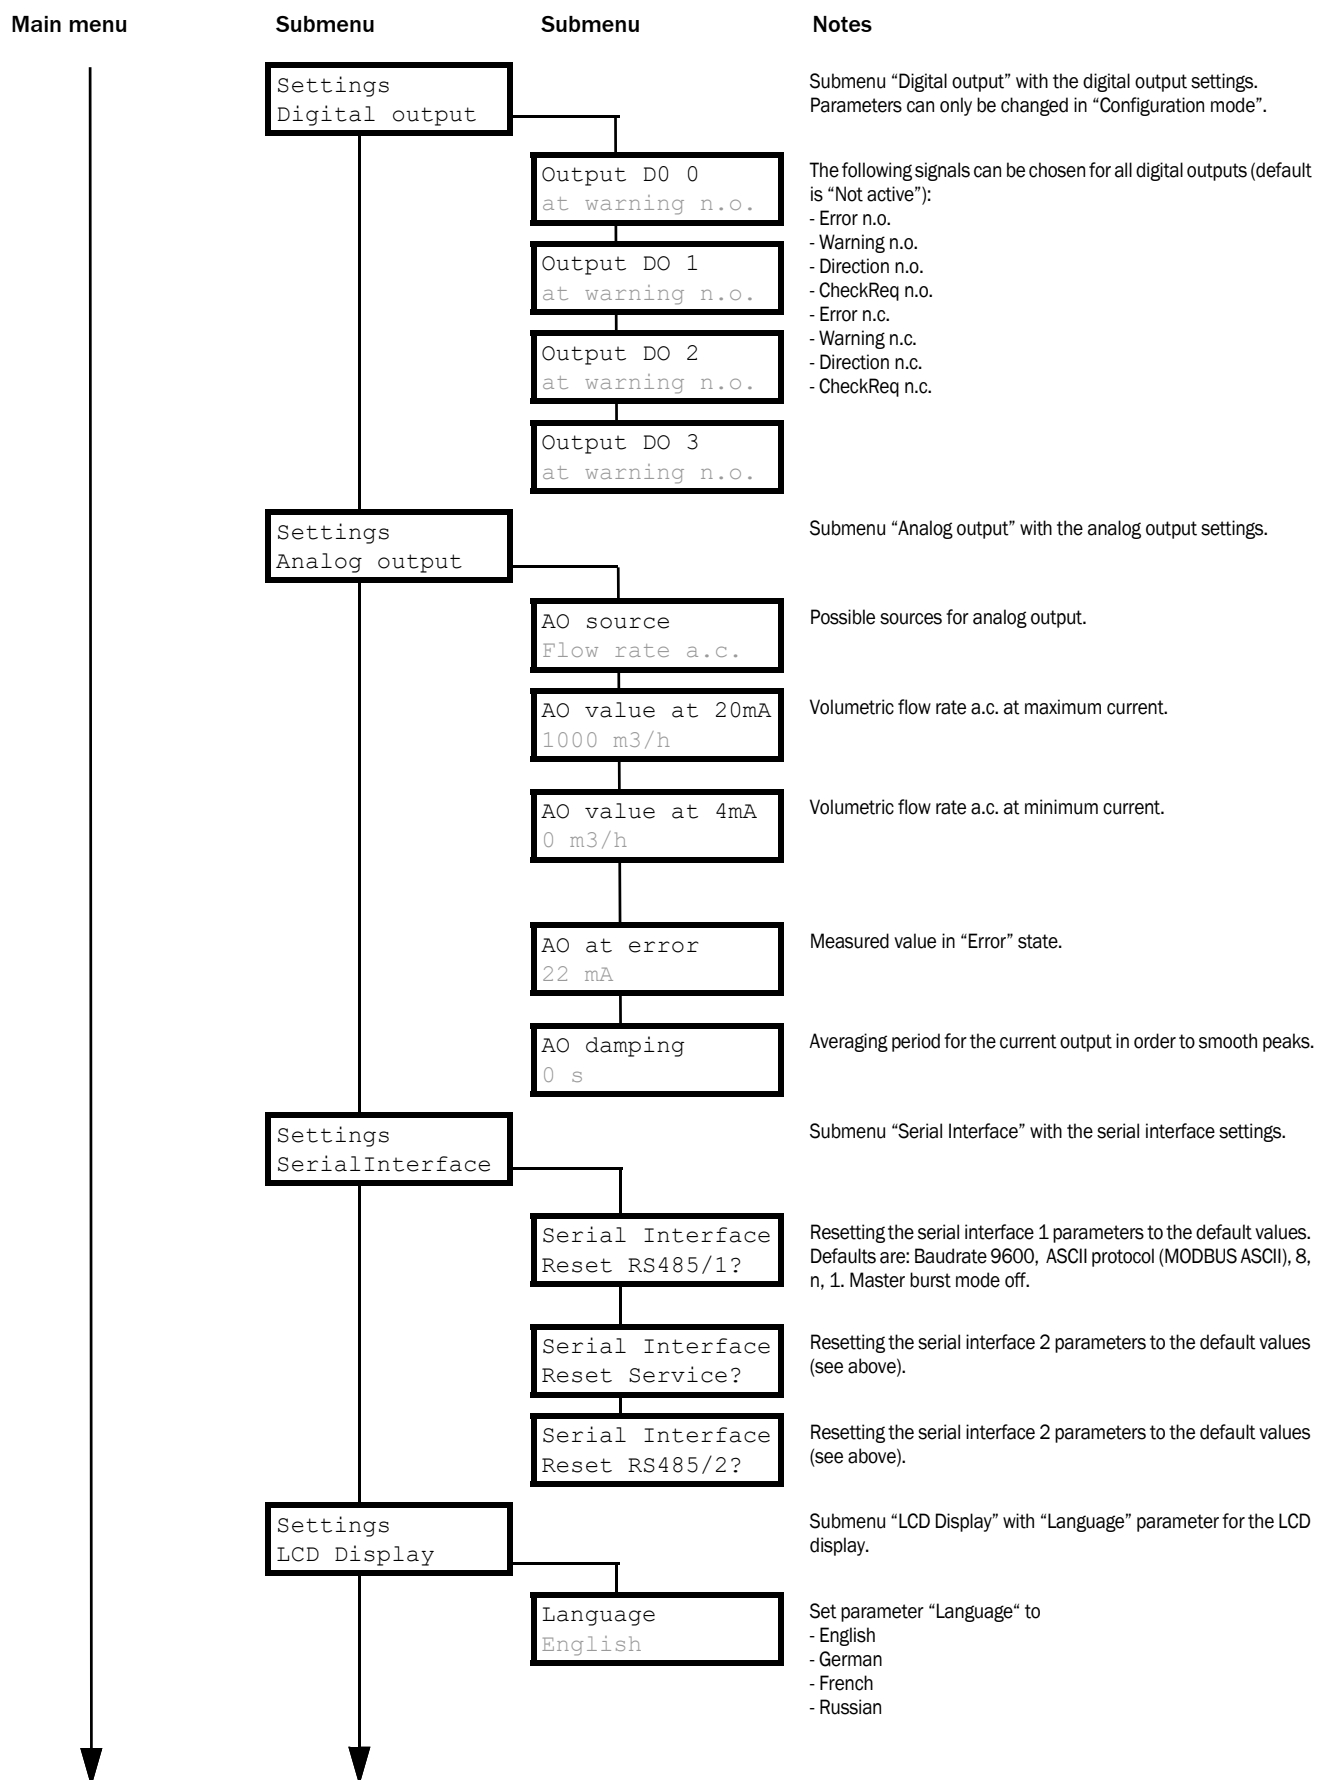 Main menu Submenu Submenu Notes
Settings
Digital output
Submenu “Digital output” with the digital output settings.
Parameters can only be changed in “Configuration mode”.
Output D0 0
at warning n.o.
The following signals can be chosen for all digital outputs (default
is “Not active”):
- Error n.o.
- Warning n.o.
- Direction n.o.
- CheckReq n.o.
- Error n.c.
- Warning n.c.
- Direction n.c.
- CheckReq n.c.
Output DO 1
at warning n.o.
Output DO 2
at warning n.o.
Output DO 3
at warning n.o.
Settings
Analog output
Submenu “Analog output” with the analog output settings.
AO source
Flow rate a.c.
Possible sources for analog output.
AO value at 20mA
1000 m3/h
Volumetric flow rate a.c. at maximum current.
AO value at 4mA
0 m3/h
Volumetric flow rate a.c. at minimum current.
AO at error
22 mA
Measured value in “Error” state.
AO damping
0 s
Averaging period for the current output in order to smooth peaks.
Settings
SerialInterface
Submenu “Serial Interface” with the serial interface settings.
Serial Interface
Reset RS485/1?
Resetting the serial interface 1 parameters to the default values.
Defaults are: Baudrate 9600, ASCII protocol (MODBUS ASCII), 8,
n, 1. Master burst mode off.
Serial Interface
Reset Service?
Resetting the serial interface 2 parameters to the default values
(see above).
Serial Interface
Reset RS485/2?
Resetting the serial interface 2 parameters to the default values
(see above).
Settings
LCD Display
Submenu “LCD Display” with “Language” parameter for the LCD
display.
Language
English
Set parameter “Language“ to
- English
- German
- French
- Russian